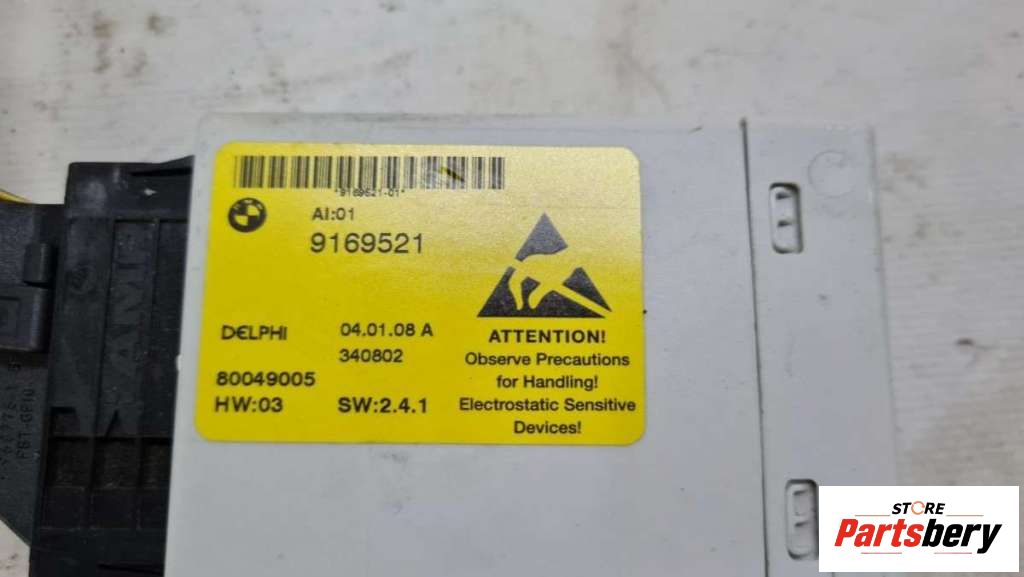 *9169521-01*
AI:01
9169521
DELPHI
04.01.08 A
340802
80049005
HW:03 SW:2.4.1
ATTENTION!
Observe Precautions
for Handling!
Electrostatic Sensitive
Devices!
AMP
STORE
Partsbery